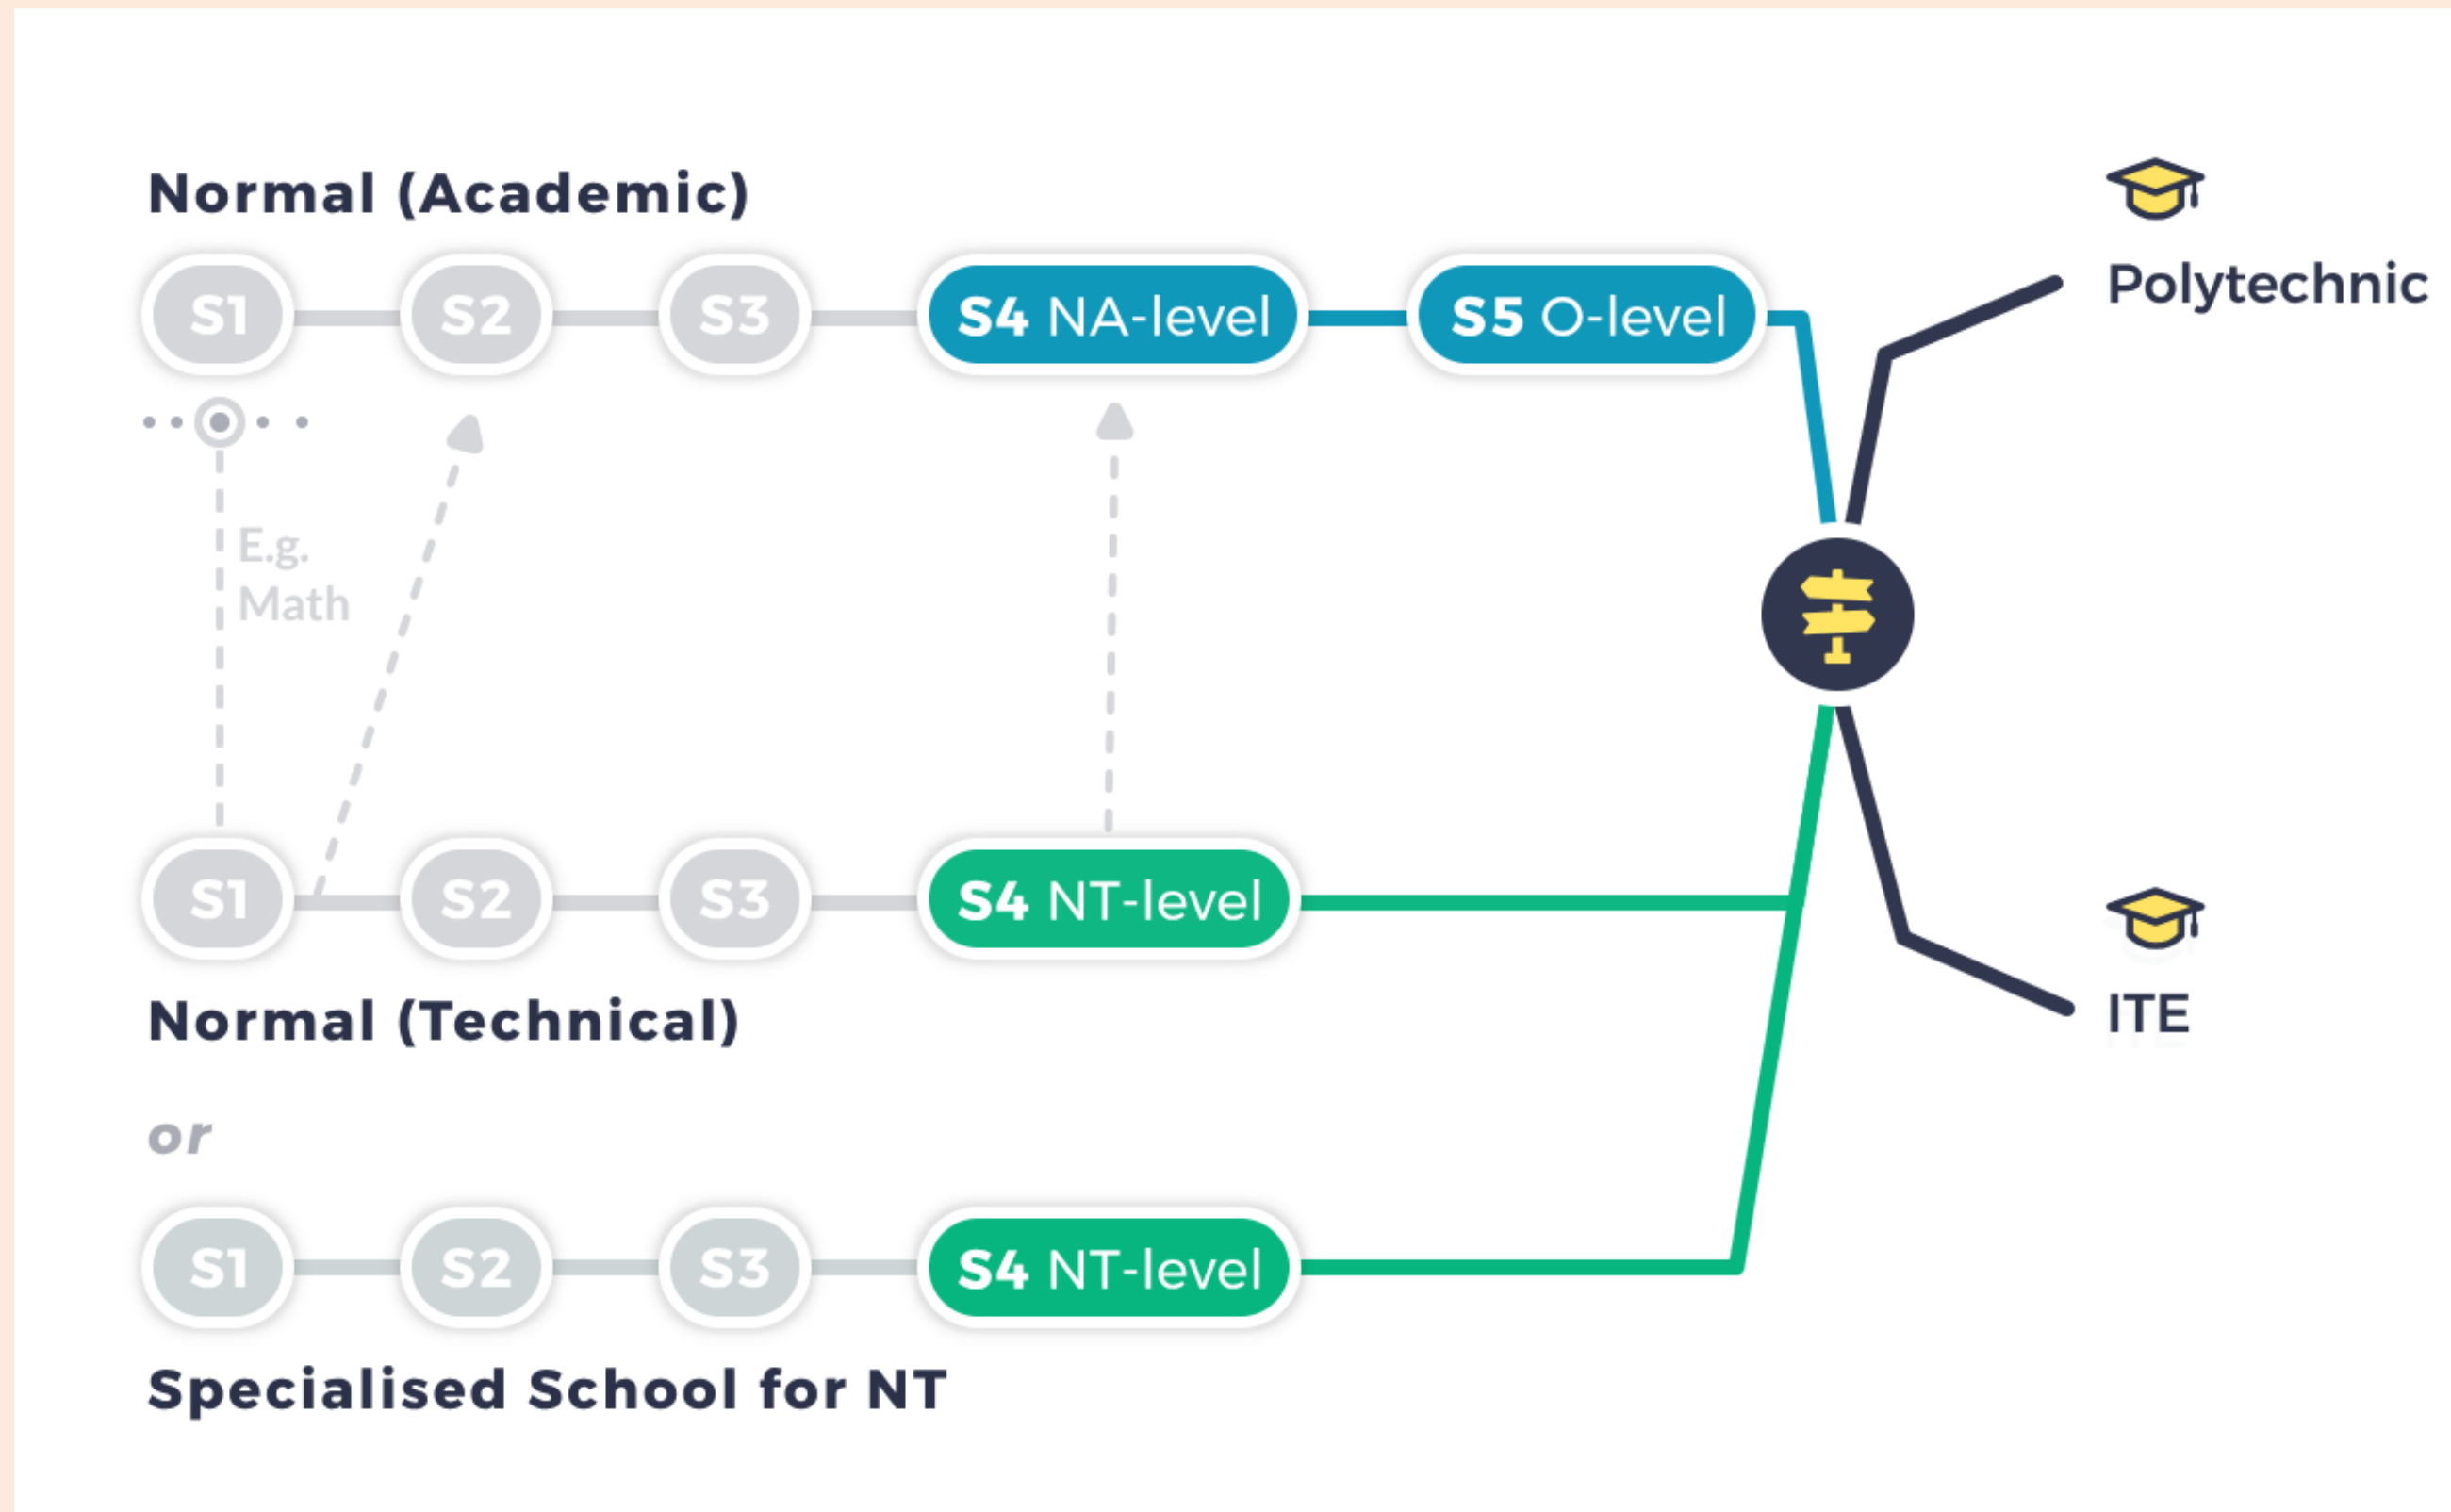 Normal (Academic)
S1 S2 S3 S4 NA-level S5 O-level
Polytechnic
E.g.
Math
S1 S2 S3 S4 NT-level
Normal (Technical)
ITE
or
S1 S2 S3 S4 NT-level
Specialised School for NT